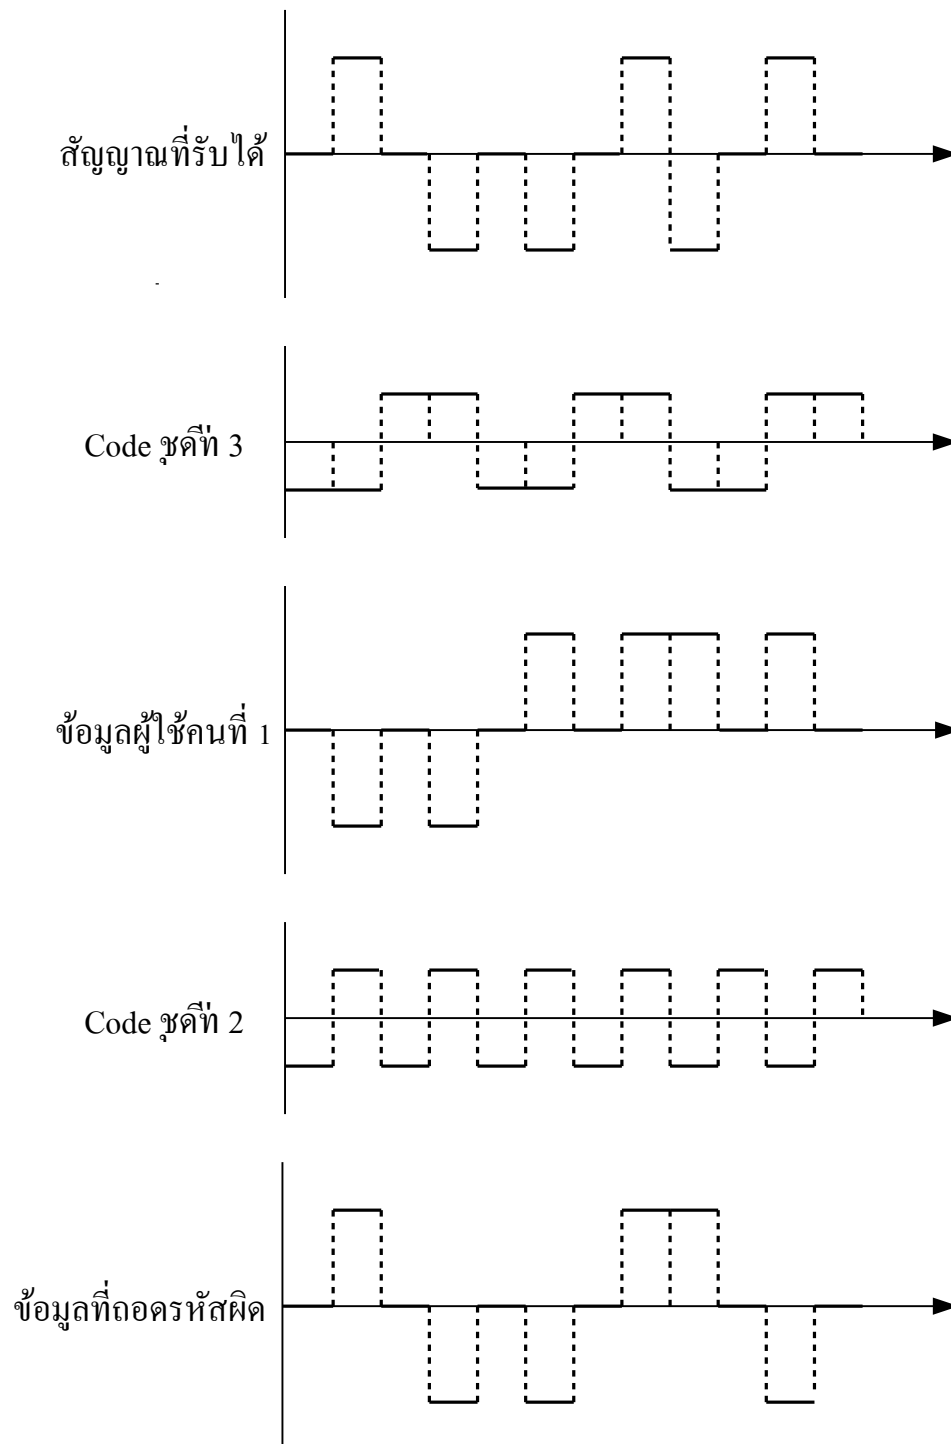 สัญญาณที่รับได้
Code ชุดที่ 3
ข้อมูลผู้ใช้คนที่ 1
Code ชุดที่ 2
ข้อมูลที่ถอดรหัสผิด